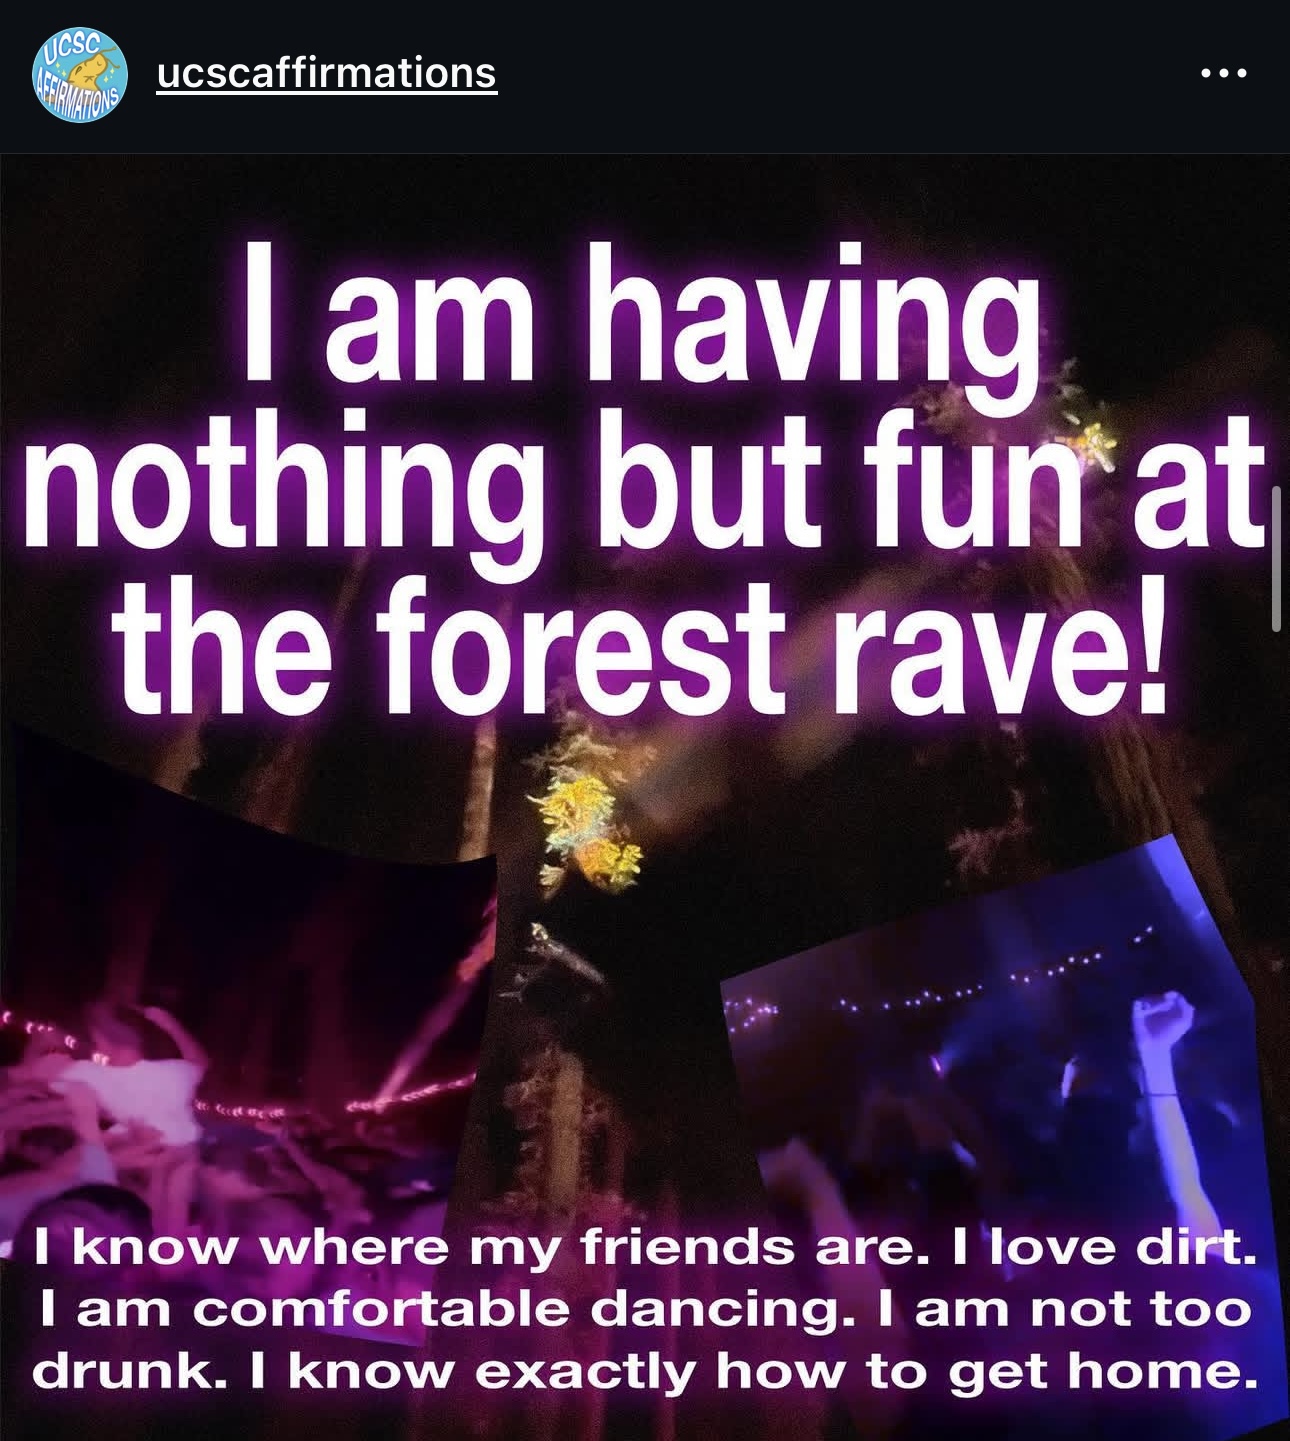 UCSC
AFFIRMATIONS
ucscaffirmations
I am having
nothing but fun at
the forest rave!
I know where my friends are. I love dirt.
I am comfortable dancing. I am not too
drunk. I know exactly how to get home.